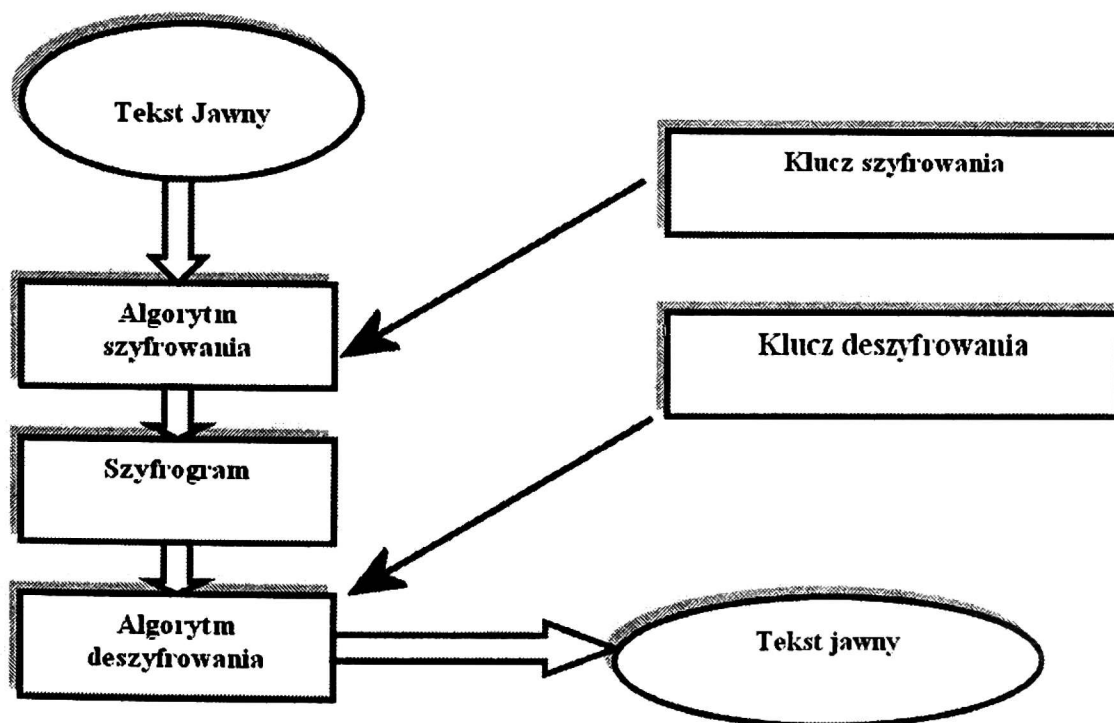 Tekst Jawny
Klucz szyfrowania
Algorytm
szyfrowania
Klucz deszyfrowania
Szyfrogram
Algorytm
deszyfrowania
Tekst jawny